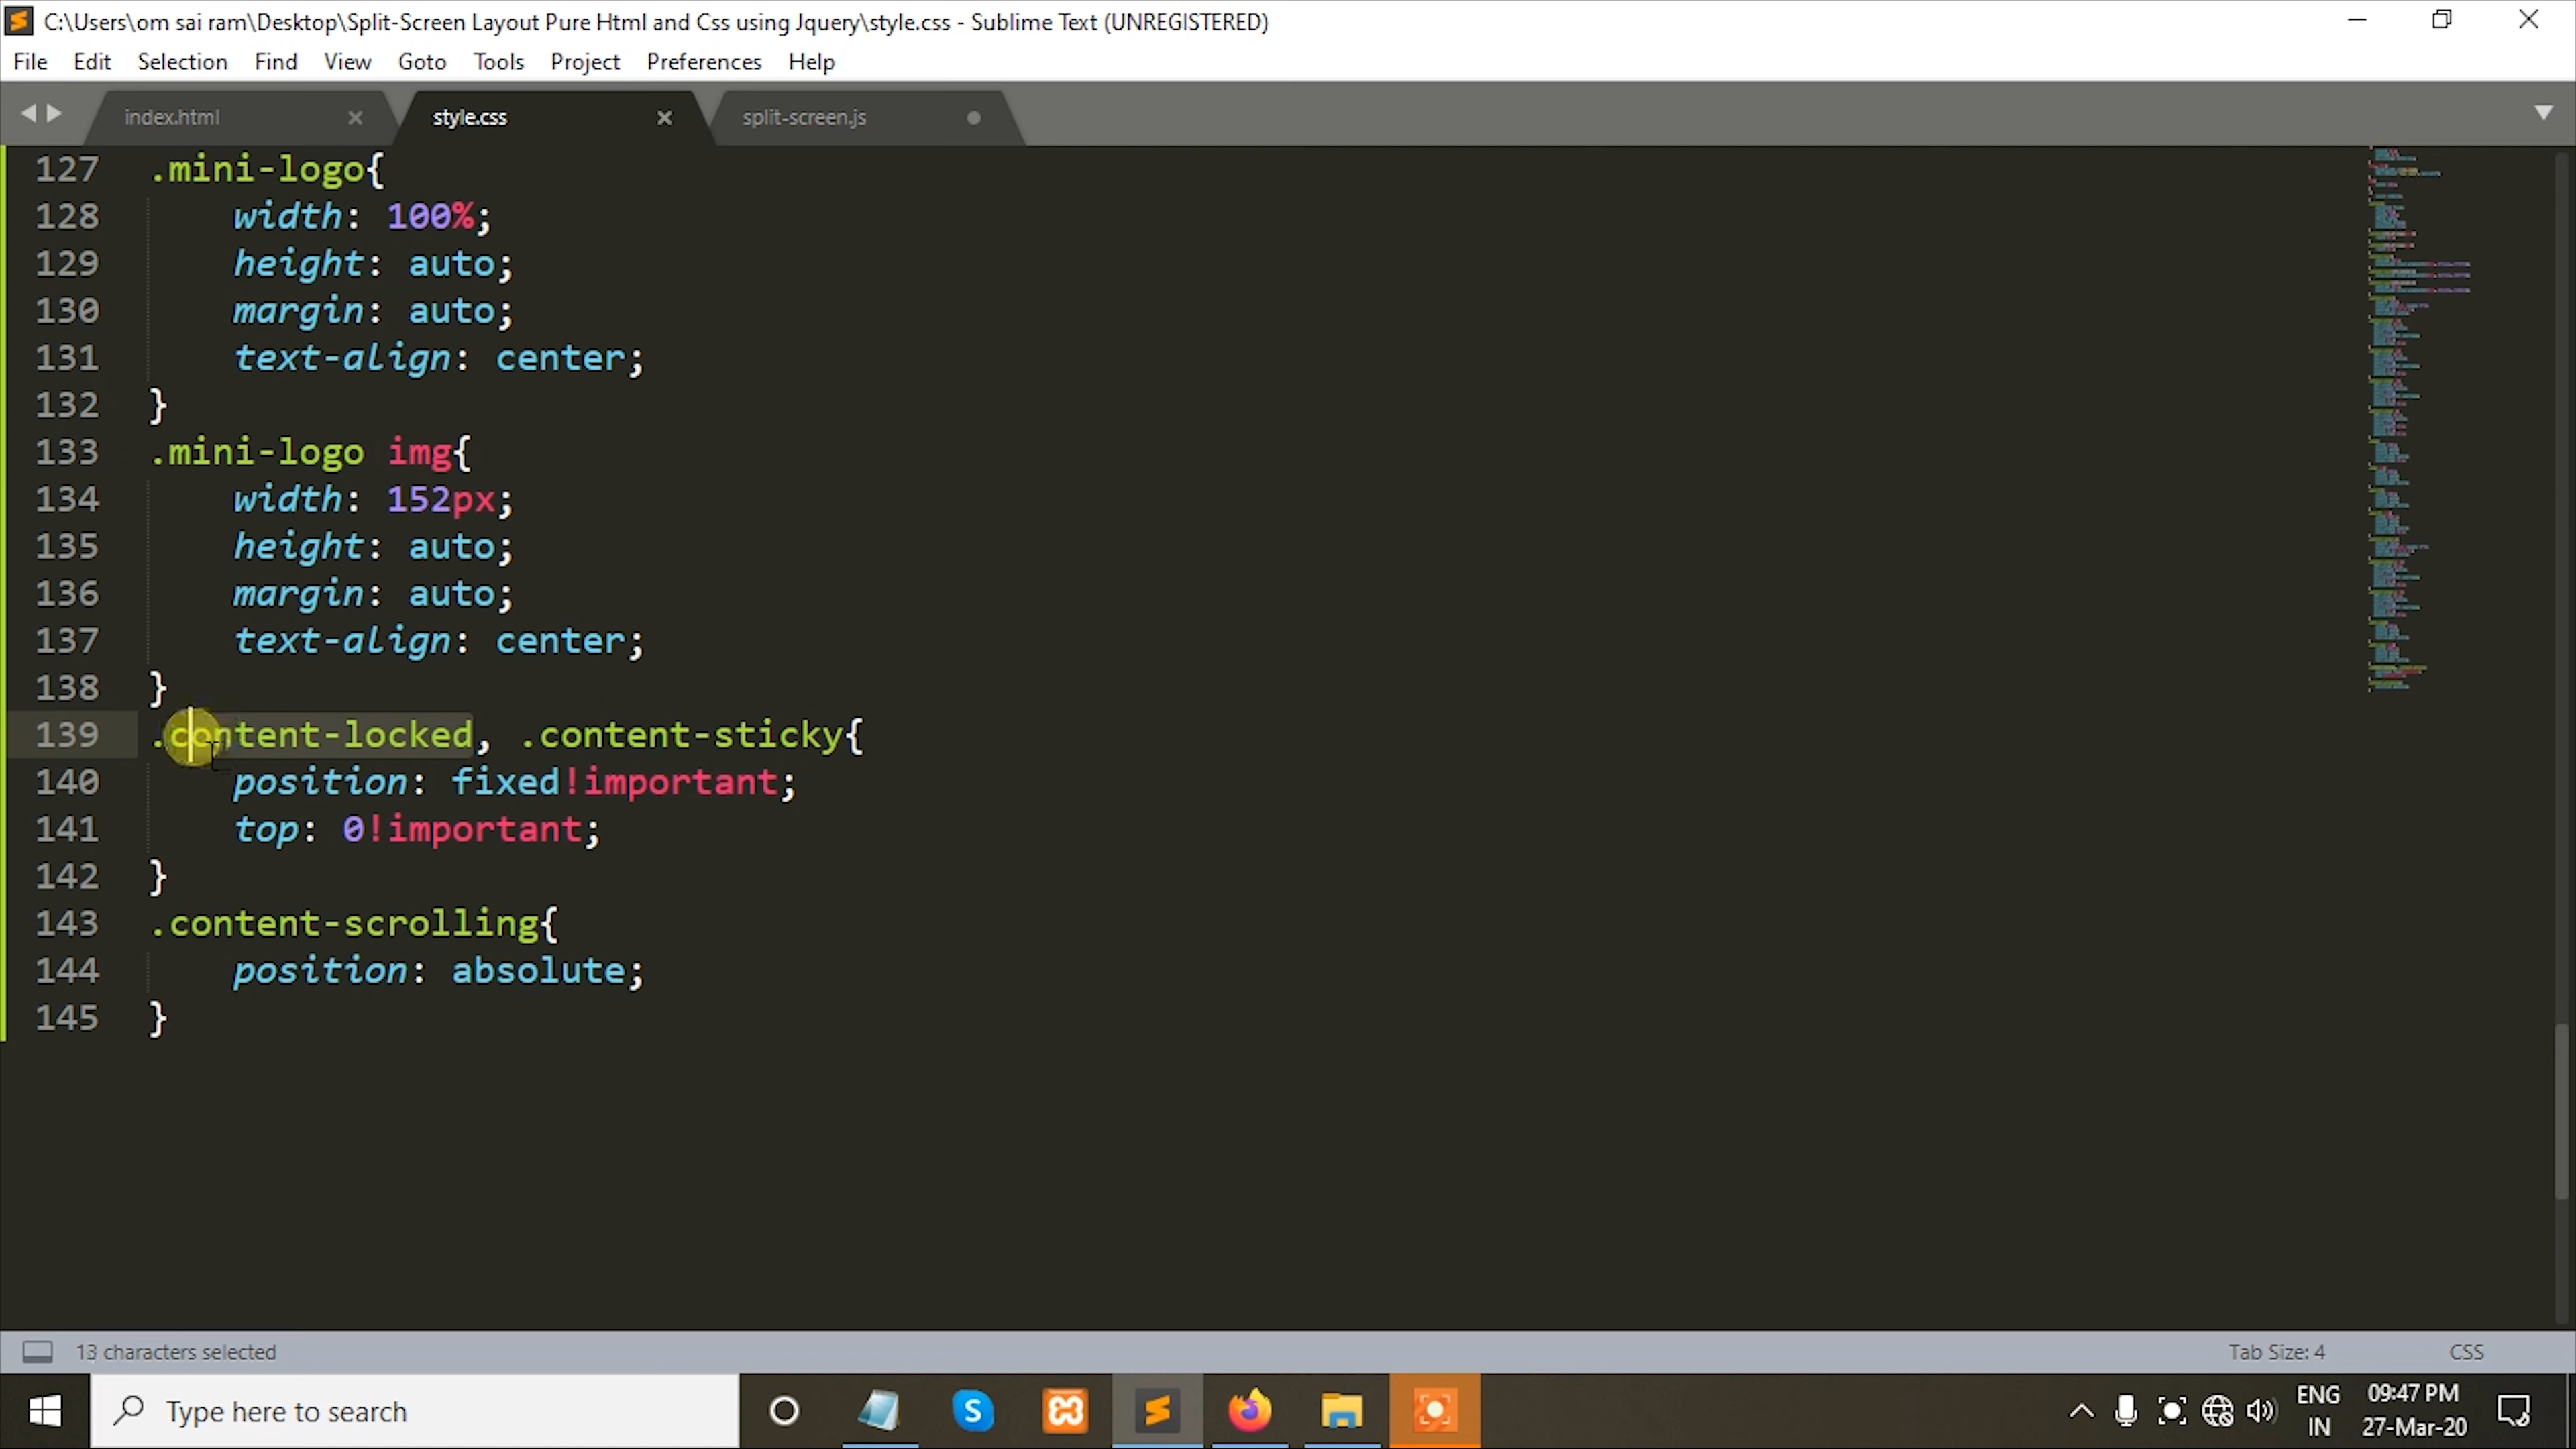 C:\Users\om sai ram\Desktop\Split-Screen Layout Pure Html and Css using Jquery\style.css - Sublime Text (UNREGISTERED)
File Edit Selection Find View Goto Tools Project Preferences Help
index.html style.css split-screen.js
127 .mini-logo{
128 width: 100%;
129 height: auto;
130 margin: auto;
131 text-align: center;
132 }
133 .mini-logo img{
134 width: 152px;
135 height: auto;
136 margin: auto;
137 text-align: center;
138 }
139 .content-locked, .content-sticky{
140 position: fixed!important;
141 top: 0!important;
142 }
143 .content-scrolling{
144 position: absolute;
145 }
13 characters selected Tab Size: 4 CSS
Type here to search
ENG 09:47 PM
IN 27-Mar-20